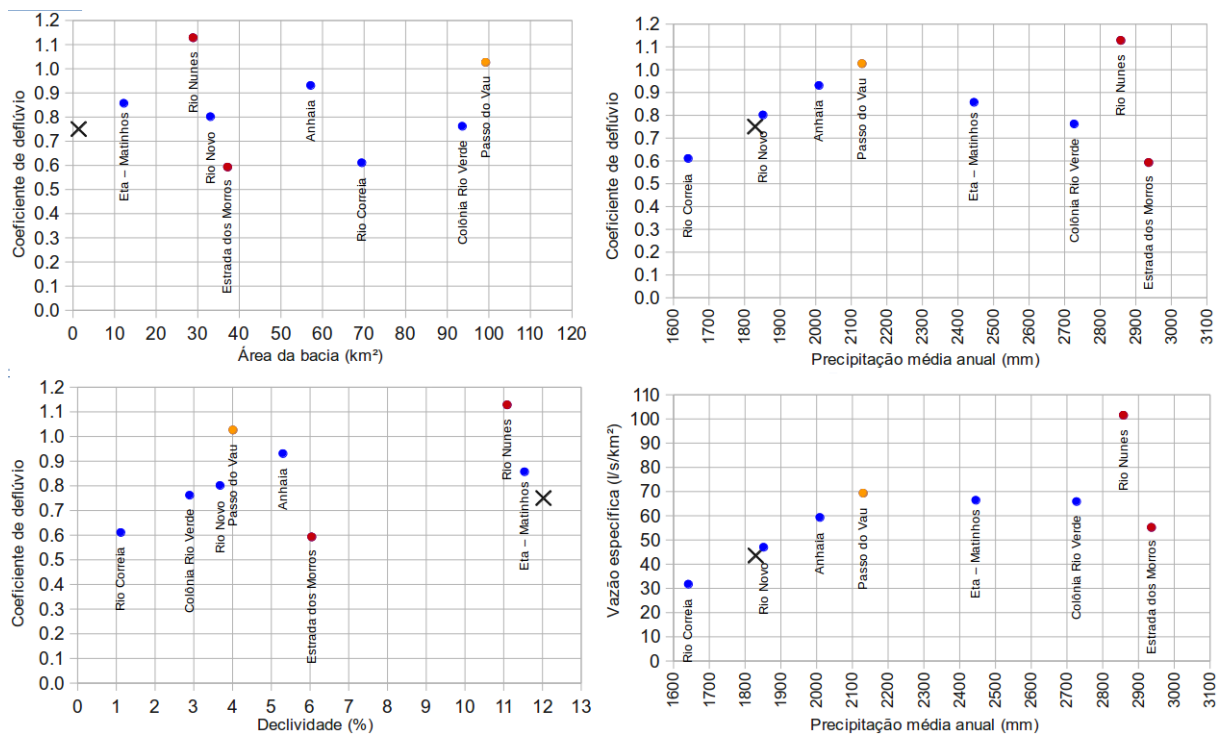 Coeficiente de deflúvio
1.2
1.1
1.0
0.9
0.8
0.7
0.6
0.5
0.4
0.3
0.2
0.1
0.0
Eta – Matinhos
Rio Nunes
Rio Novo
Estrada dos Morros
Anhaia
Rio Correia
Colônia Rio Verde
Passo do Vau
0 10 20 30 40 50 60 70 80 90 100 110 120
Área da bacia (km²)
Coeficiente de deflúvio
1.2
1.1
1.0
0.9
0.8
0.7
0.6
0.5
0.4
0.3
0.2
0.1
0.0
Rio Correia
Rio Novo
Anhaia
Passo do Vau
Eta – Matinhos
Colônia Rio Verde
Rio Nunes
Estrada dos Morros
1600 1700 1800 1900 2000 2100 2200 2300 2400 2500 2600 2700 2800 2900 3000 3100
Precipitação média anual (mm)
Coeficiente de deflúvio
1.2
1.1
1.0
0.9
0.8
0.7
0.6
0.5
0.4
0.3
0.2
0.1
0.0
Rio Correia
Colônia Rio Verde
Rio Novo
Passo do Vau
Anhaia
Estrada dos Morros
Rio Nunes
Eta – Matinhos
0 1 2 3 4 5 6 7 8 9 10 11 12 13
Declividade (%)
Vazão específica (l/s/km²)
110
100
90
80
70
60
50
40
30
20
10
0
Rio Correia
Rio Novo
Anhaia
Passo do Vau
Eta – Matinhos
Colônia Rio Verde
Rio Nunes
Estrada dos Morros
1600 1700 1800 1900 2000 2100 2200 2300 2400 2500 2600 2700 2800 2900 3000 3100
Precipitação média anual (mm)